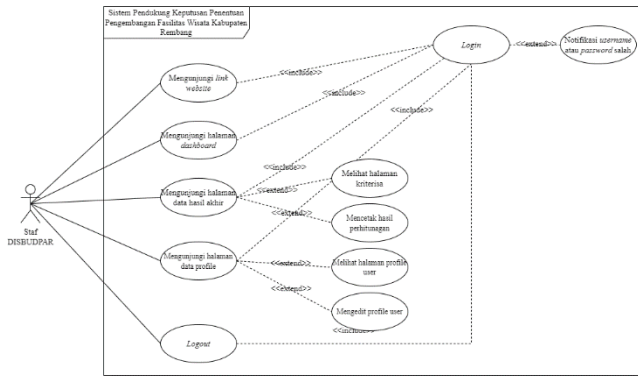 Sistem Pendukung Keputusan Penentuan
Pengembangan Fasilitas Wisata Kabupaten
Rembang
Login
<<extend>>
Notifikasi username
atau password salah
Mengunjungi link
website
<<include>>
<<include>>
<<include>>
Mengunjungi halaman
dashboard
<<include>>
Mengunjungi halaman
data hasil akhir
<<extend>>
<<extend>>
Melihat halaman
kriterisa
Mencetak hasil
perhitunagan
Staf
DISBUDPAR
Mengunjungi halaman
data profile
<<extend>>
<<extend>>
Melihat halaman profile
user
Mengedit profile user
Logout
<<include>>